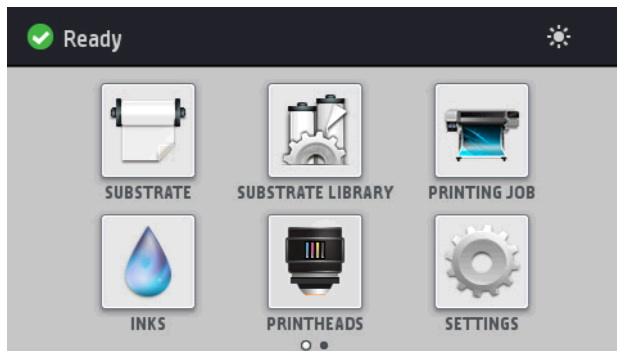 Ready
SUBSTRATE
SUBSTRATE LIBRARY
PRINTING JOB
INKS
PRINTHEADS
SETTINGS